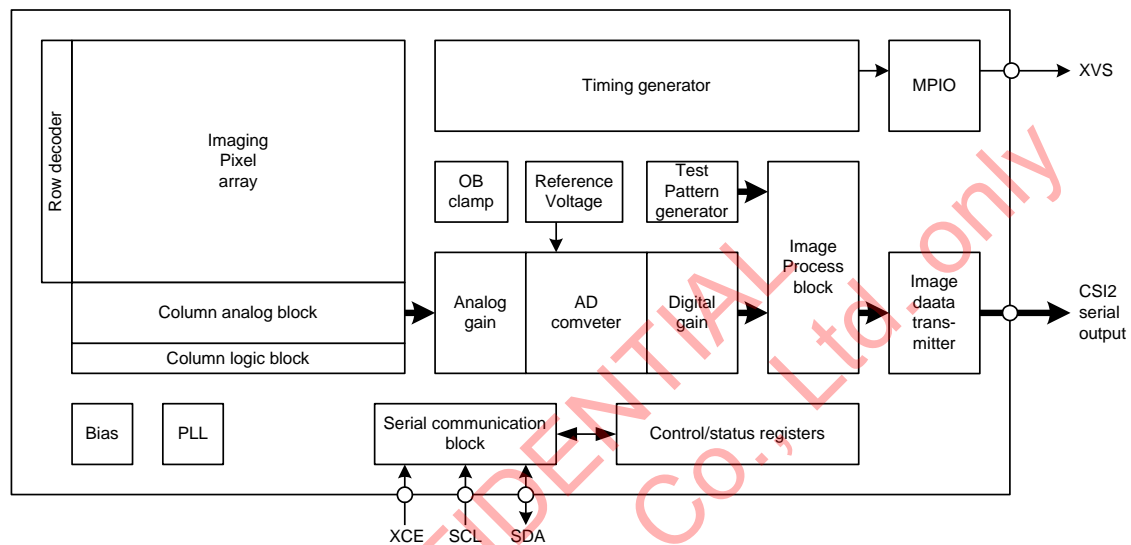 Row decoder
Imaging
Pixel
array
Column analog block
Column logic block
Timing generator
MPIO
XVS
OB
clamp
Reference
Voltage
Test
Pattern
generator
Analog
gain
AD
comveter
Digital
gain
Image
Process
block
Image
daata
trans-
mitter
CSI2
serial
output
Bias
PLL
Serial communication
block
Control/status registers
XCE
SCL
SDA
FIDENTIAL
Co., Ltd. only